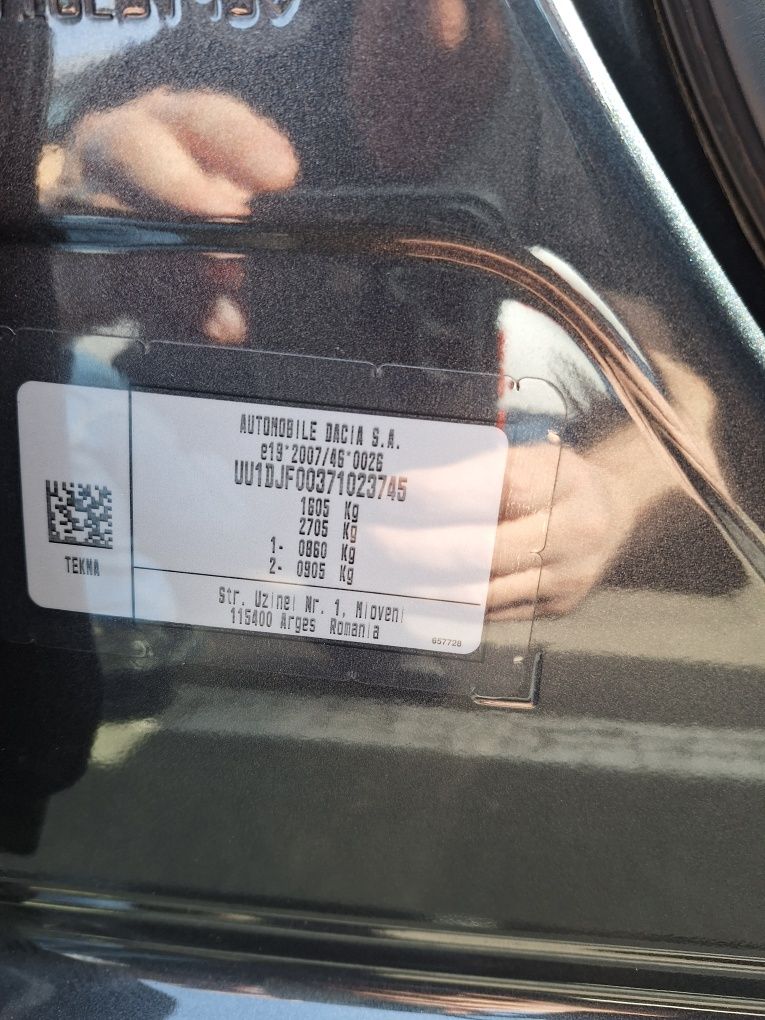 AUTOMOBILE DACIA S.A.
e19*2007/46*0026
UU1DJF00371023745
1605 Kg
2705 Kg
1- 0860 Kg
2- 0905 Kg
TEKNA
Str. Uzinei Nr. 1, Mioveni
115400 Arges Romania
657728